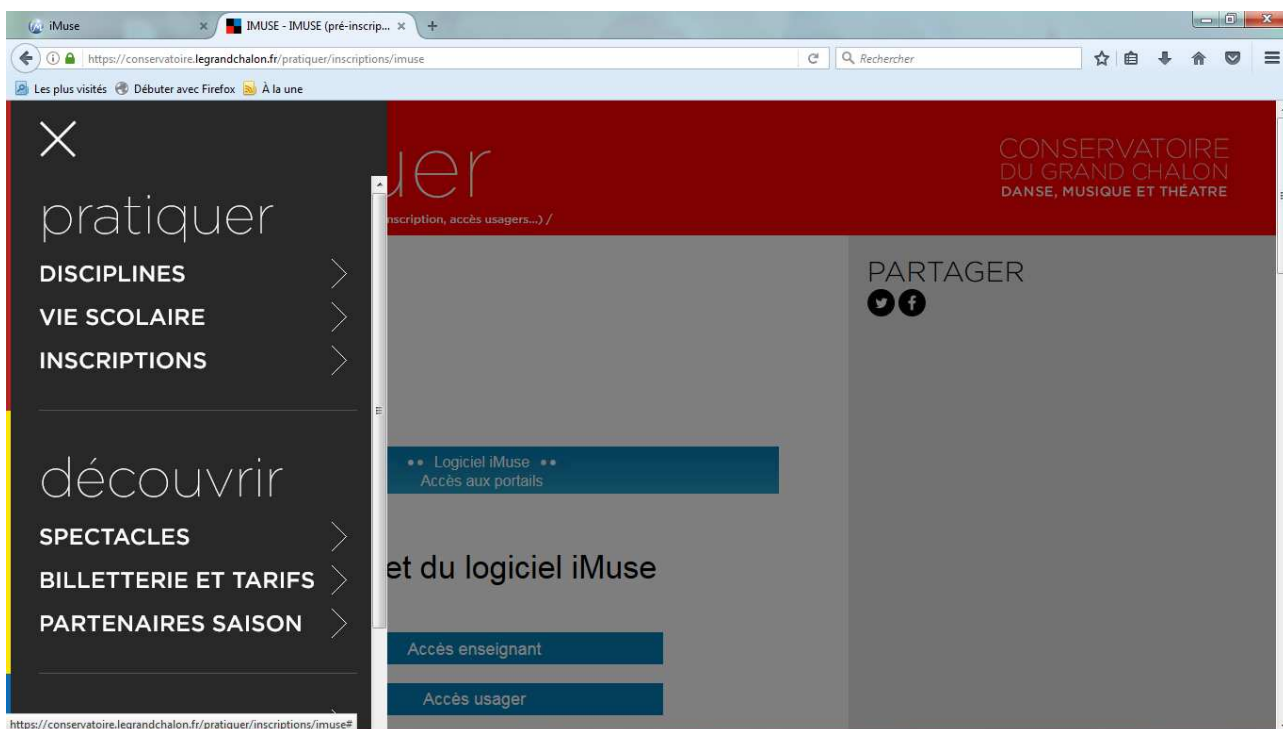 iMuse
IMUSE - IMUSE (pré-inscrip...
https://conservatoire.legrandchalon.fr/pratiquer/inscriptions/imuse
Rechercher
Les plus visités Débuter avec Firefox À la une
uer
nscription, accès usagers...) /
CONSERVATOIRE
DU GRAND CHALON
DANSE, MUSIQUE ET THÉATRE
pratiquer
DISCIPLINES
VIE SCOLAIRE
INSCRIPTIONS
découvrir
SPECTACLES
BILLETTERIE ET TARIFS
PARTENAIRES SAISON
PARTAGER
•• Logiciel iMuse ••
Accès aux portails
et du logiciel iMuse
Accès enseignant
Accès usager
https://conservatoire.legrandchalon.fr/pratiquer/inscriptions/imuse#